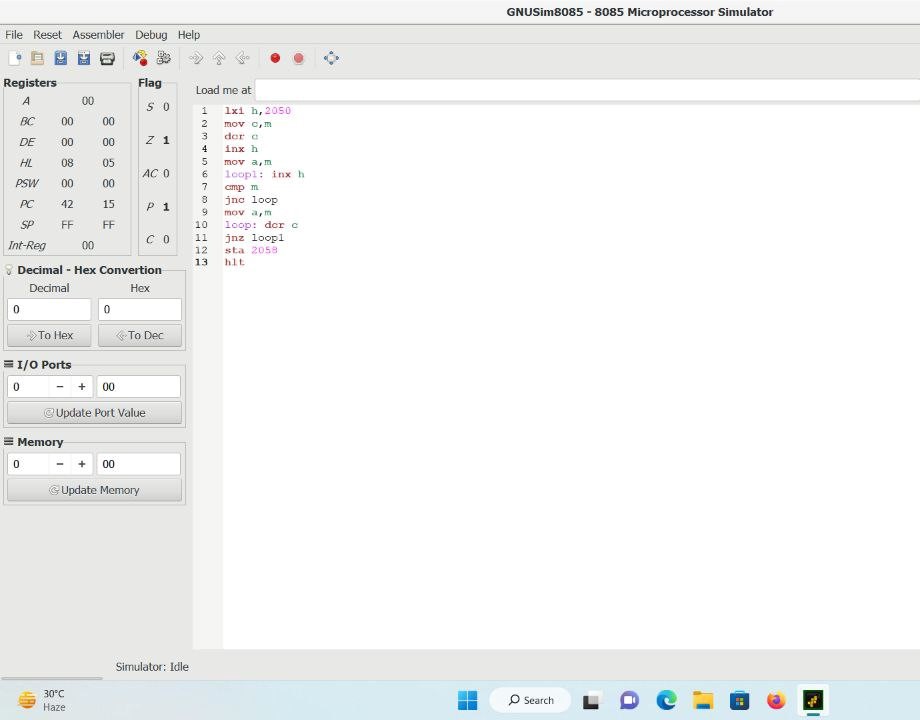 GNUSim8085 - 8085 Microprocessor Simulator
File Reset Assembler Debug Help
Registers
A 00
BC 00 00
DE 00 00
HL 08 05
PSW 00 00
PC 42 15
SP FF FF
Int-Reg 00
Flag
S 0
Z 1
AC 0
P 1
C 0
Decimal - Hex Convertion
Decimal Hex
0 0
To Hex To Dec
I/O Ports
0 − + 00
Update Port Value
Memory
0 − + 00
Update Memory
Load me at
1 lxi h,2050
2 mov c,m
3 dcr c
4 inx h
5 mov a,m
6 loop1: inx h
7 cmp m
8 jnc loop
9 mov a,m
10 loop: dcr c
11 jnz loop1
12 sta 2058
13 hlt
Simulator: Idle
30°C
Haze
Search